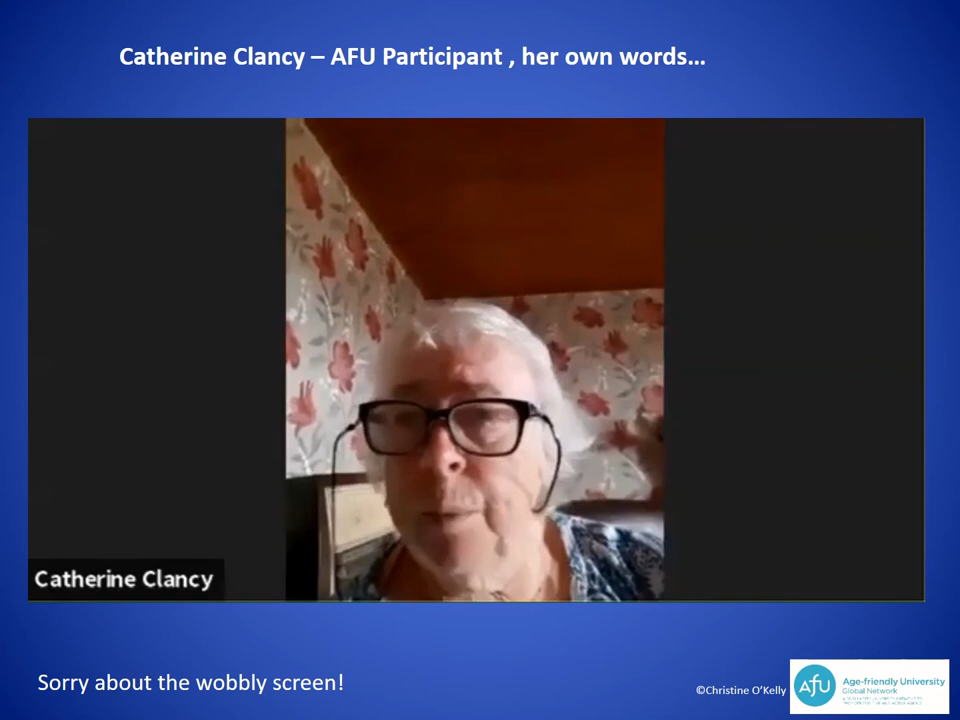 Catherine Clancy – AFU Participant , her own words…
Catherine Clancy
Sorry about the wobbly screen!
©Christine O’Kelly
AfU
Age-friendly University
Global Network